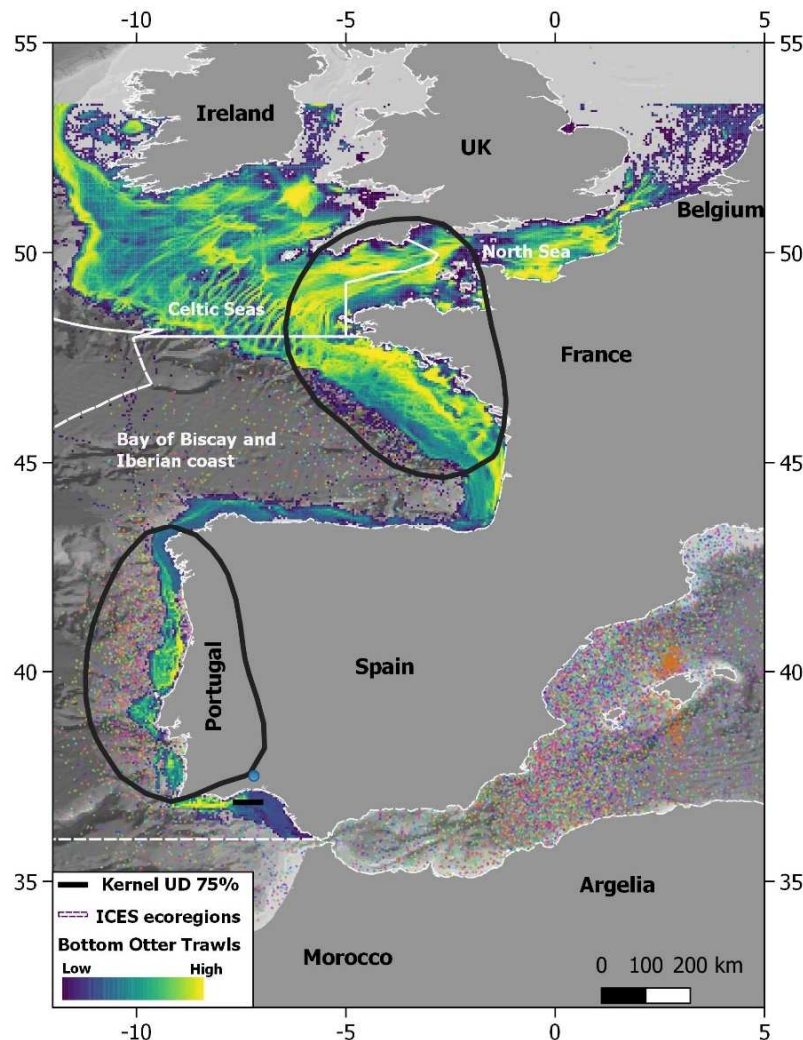 -10 -5 0 5
55 55
Ireland
UK
Belgium
50 50
North Sea
Celtic Seas
France
45 45
Bay of Biscay and
Iberian coast
40 40
Portugal
Spain
35 35
Argelia
Morocco
Kernel UD 75%
ICES ecoregions
Bottom Otter Trawls
Low High
0 100 200 km
-10 -5 0 5